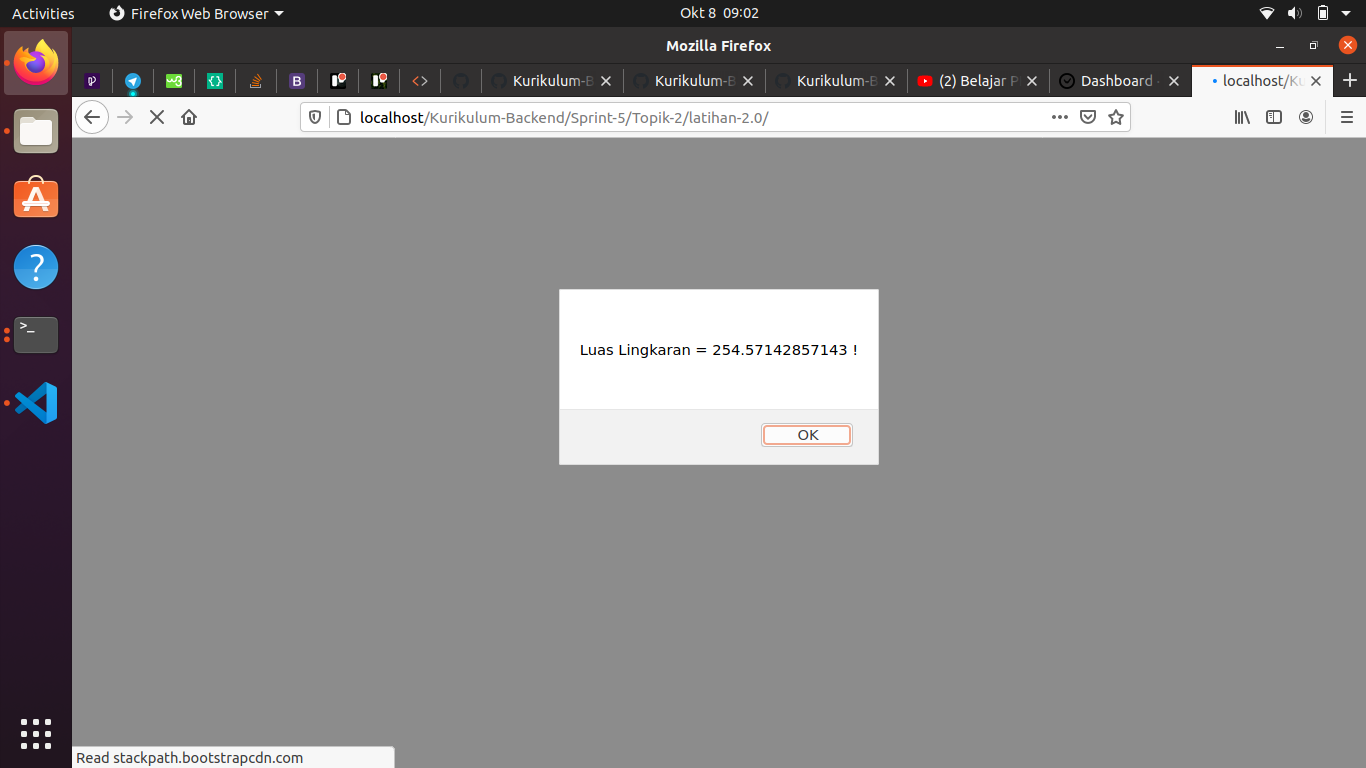 Activities Firefox Web Browser Okt 8 09:02
Mozilla Firefox
Kurikulum-B Kurikulum-B Kurikulum-B (2) Belajar P Dashboard - localhost/Ku
localhost/Kurikulum-Backend/Sprint-5/Topik-2/latihan-2.0/
Luas Lingkaran = 254.57142857143 !
OK
Read stackpath.bootstrapcdn.com